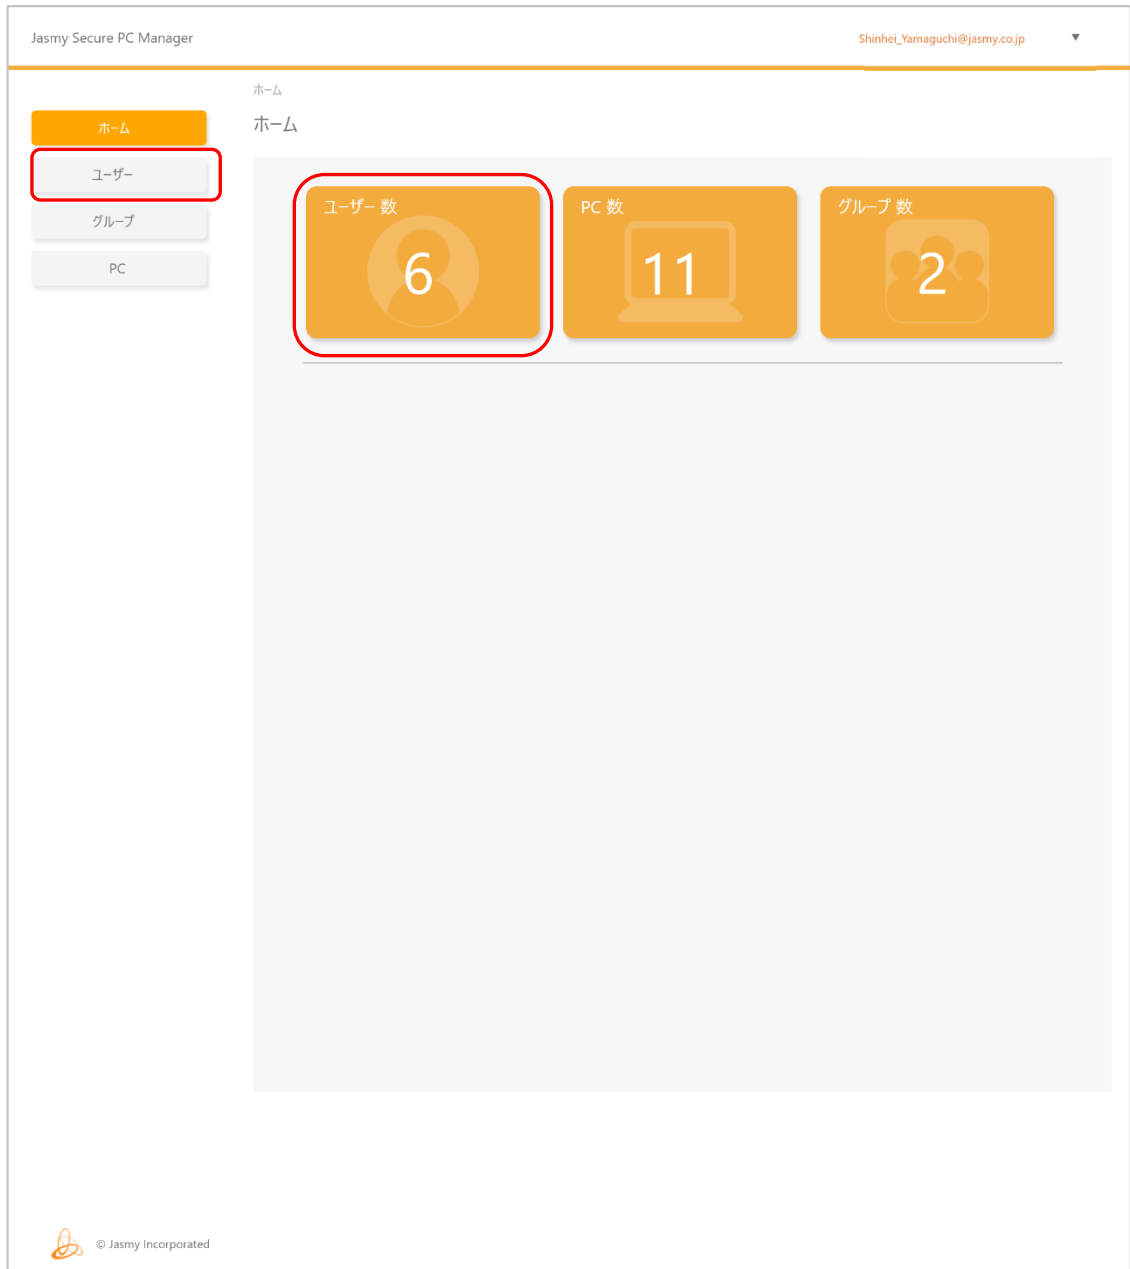 Jasmy Secure PC Manager
Shinhei_Yamaguchi@jasmy.co.jp ▼
ホーム
ホーム
ホーム
ユーザー
グループ
PC
ユーザー 数
6
PC 数
11
グループ 数
2
© Jasmy Incorporated